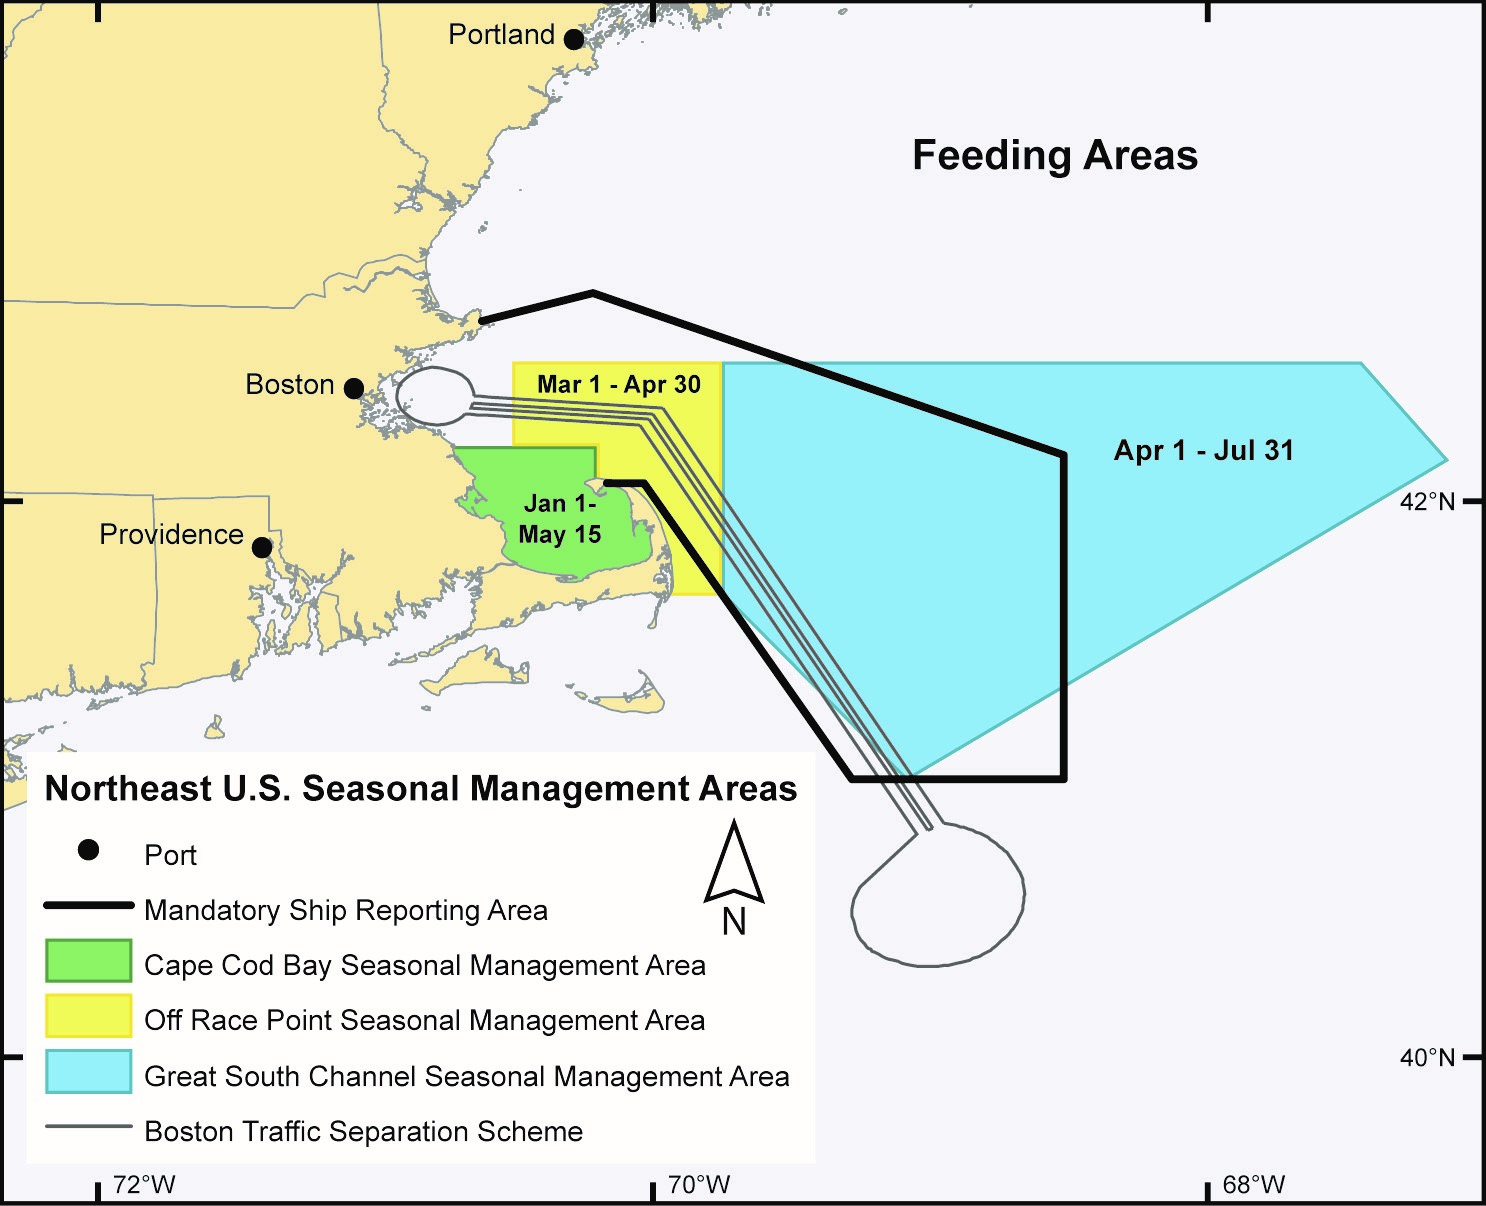 Portland
Feeding Areas
Boston
Mar 1 - Apr 30
Apr 1 - Jul 31
42°N
Jan 1-
May 15
Providence
Northeast U.S. Seasonal Management Areas
Port
Mandatory Ship Reporting Area
N
Cape Cod Bay Seasonal Management Area
Off Race Point Seasonal Management Area
40°N
Great South Channel Seasonal Management Area
Boston Traffic Separation Scheme
72°W
70°W
68°W